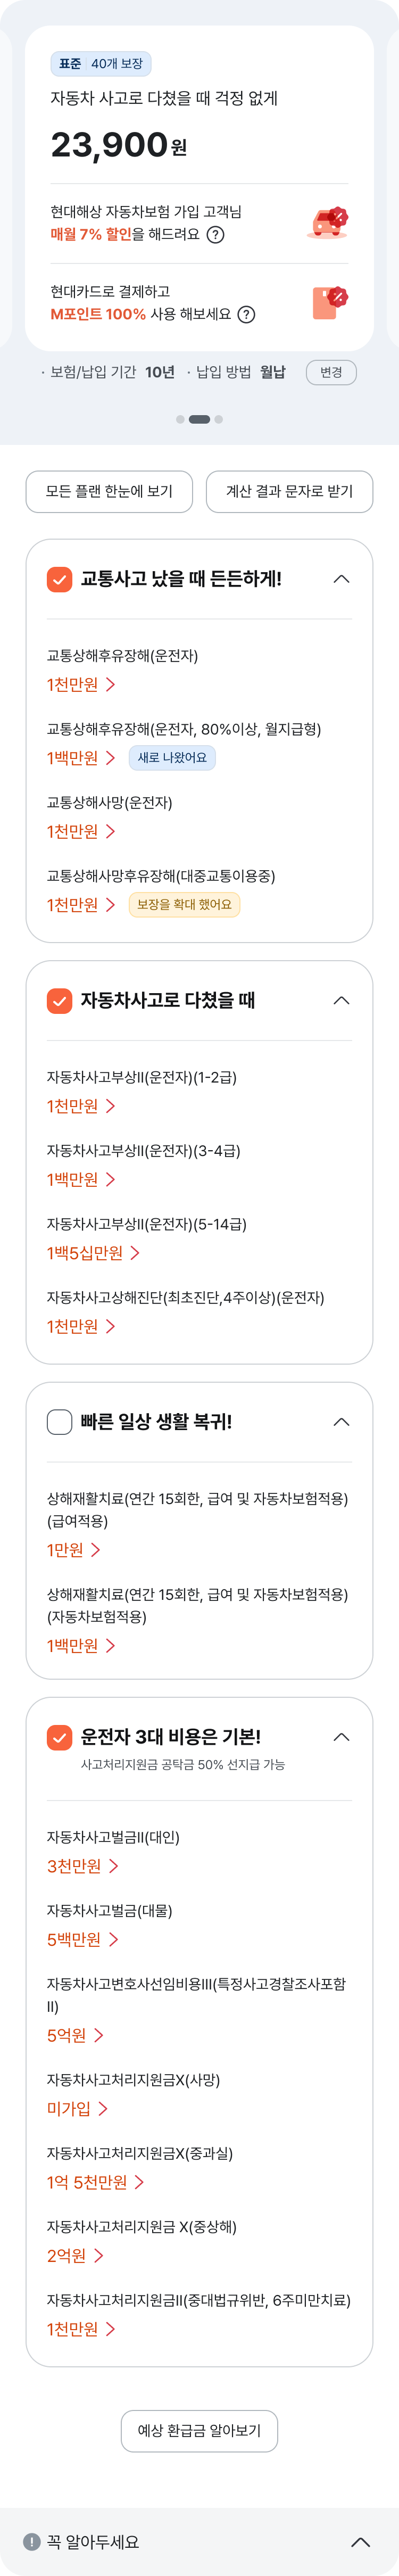 표준 40개 보장
자동차 사고로 다쳤을 때 걱정 없게
23,900원
현대해상 자동차보험 가입 고객님
매월 7% 할인을 해드려요 ?
현대카드로 결제하고
M포인트 100% 사용 해보세요 ?
· 보험/납입 기간 10년 · 납입 방법 월납 변경
모든 플랜 한눈에 보기 계산 결과 문자로 받기
교통사고 났을 때 든든하게!
교통상해후유장해(운전자)
1천만원
교통상해후유장해(운전자, 80%이상, 월지급형)
1백만원 새로 나왔어요
교통상해사망(운전자)
1천만원
교통상해사망후유장해(대중교통이용중)
1천만원 보장을 확대 했어요
자동차사고로 다쳤을 때
자동차사고부상II(운전자)(1-2급)
1천만원
자동차사고부상II(운전자)(3-4급)
1백만원
자동차사고부상II(운전자)(5-14급)
1백5십만원
자동차사고상해진단(최초진단,4주이상)(운전자)
1천만원
빠른 일상 생활 복귀!
상해재활치료(연간 15회한, 급여 및 자동차보험적용)
(급여적용)
1만원
상해재활치료(연간 15회한, 급여 및 자동차보험적용)
(자동차보험적용)
1백만원
운전자 3대 비용은 기본!
사고처리지원금 공탁금 50% 선지급 가능
자동차사고벌금II(대인)
3천만원
자동차사고벌금(대물)
5백만원
자동차사고변호사선임비용III(특정사고경찰조사포함
II)
5억원
자동차사고처리지원금X(사망)
미가입
자동차사고처리지원금X(중과실)
1억 5천만원
자동차사고처리지원금 X(중상해)
2억원
자동차사고처리지원금II(중대법규위반, 6주미만치료)
1천만원
예상 환급금 알아보기
! 꼭 알아두세요